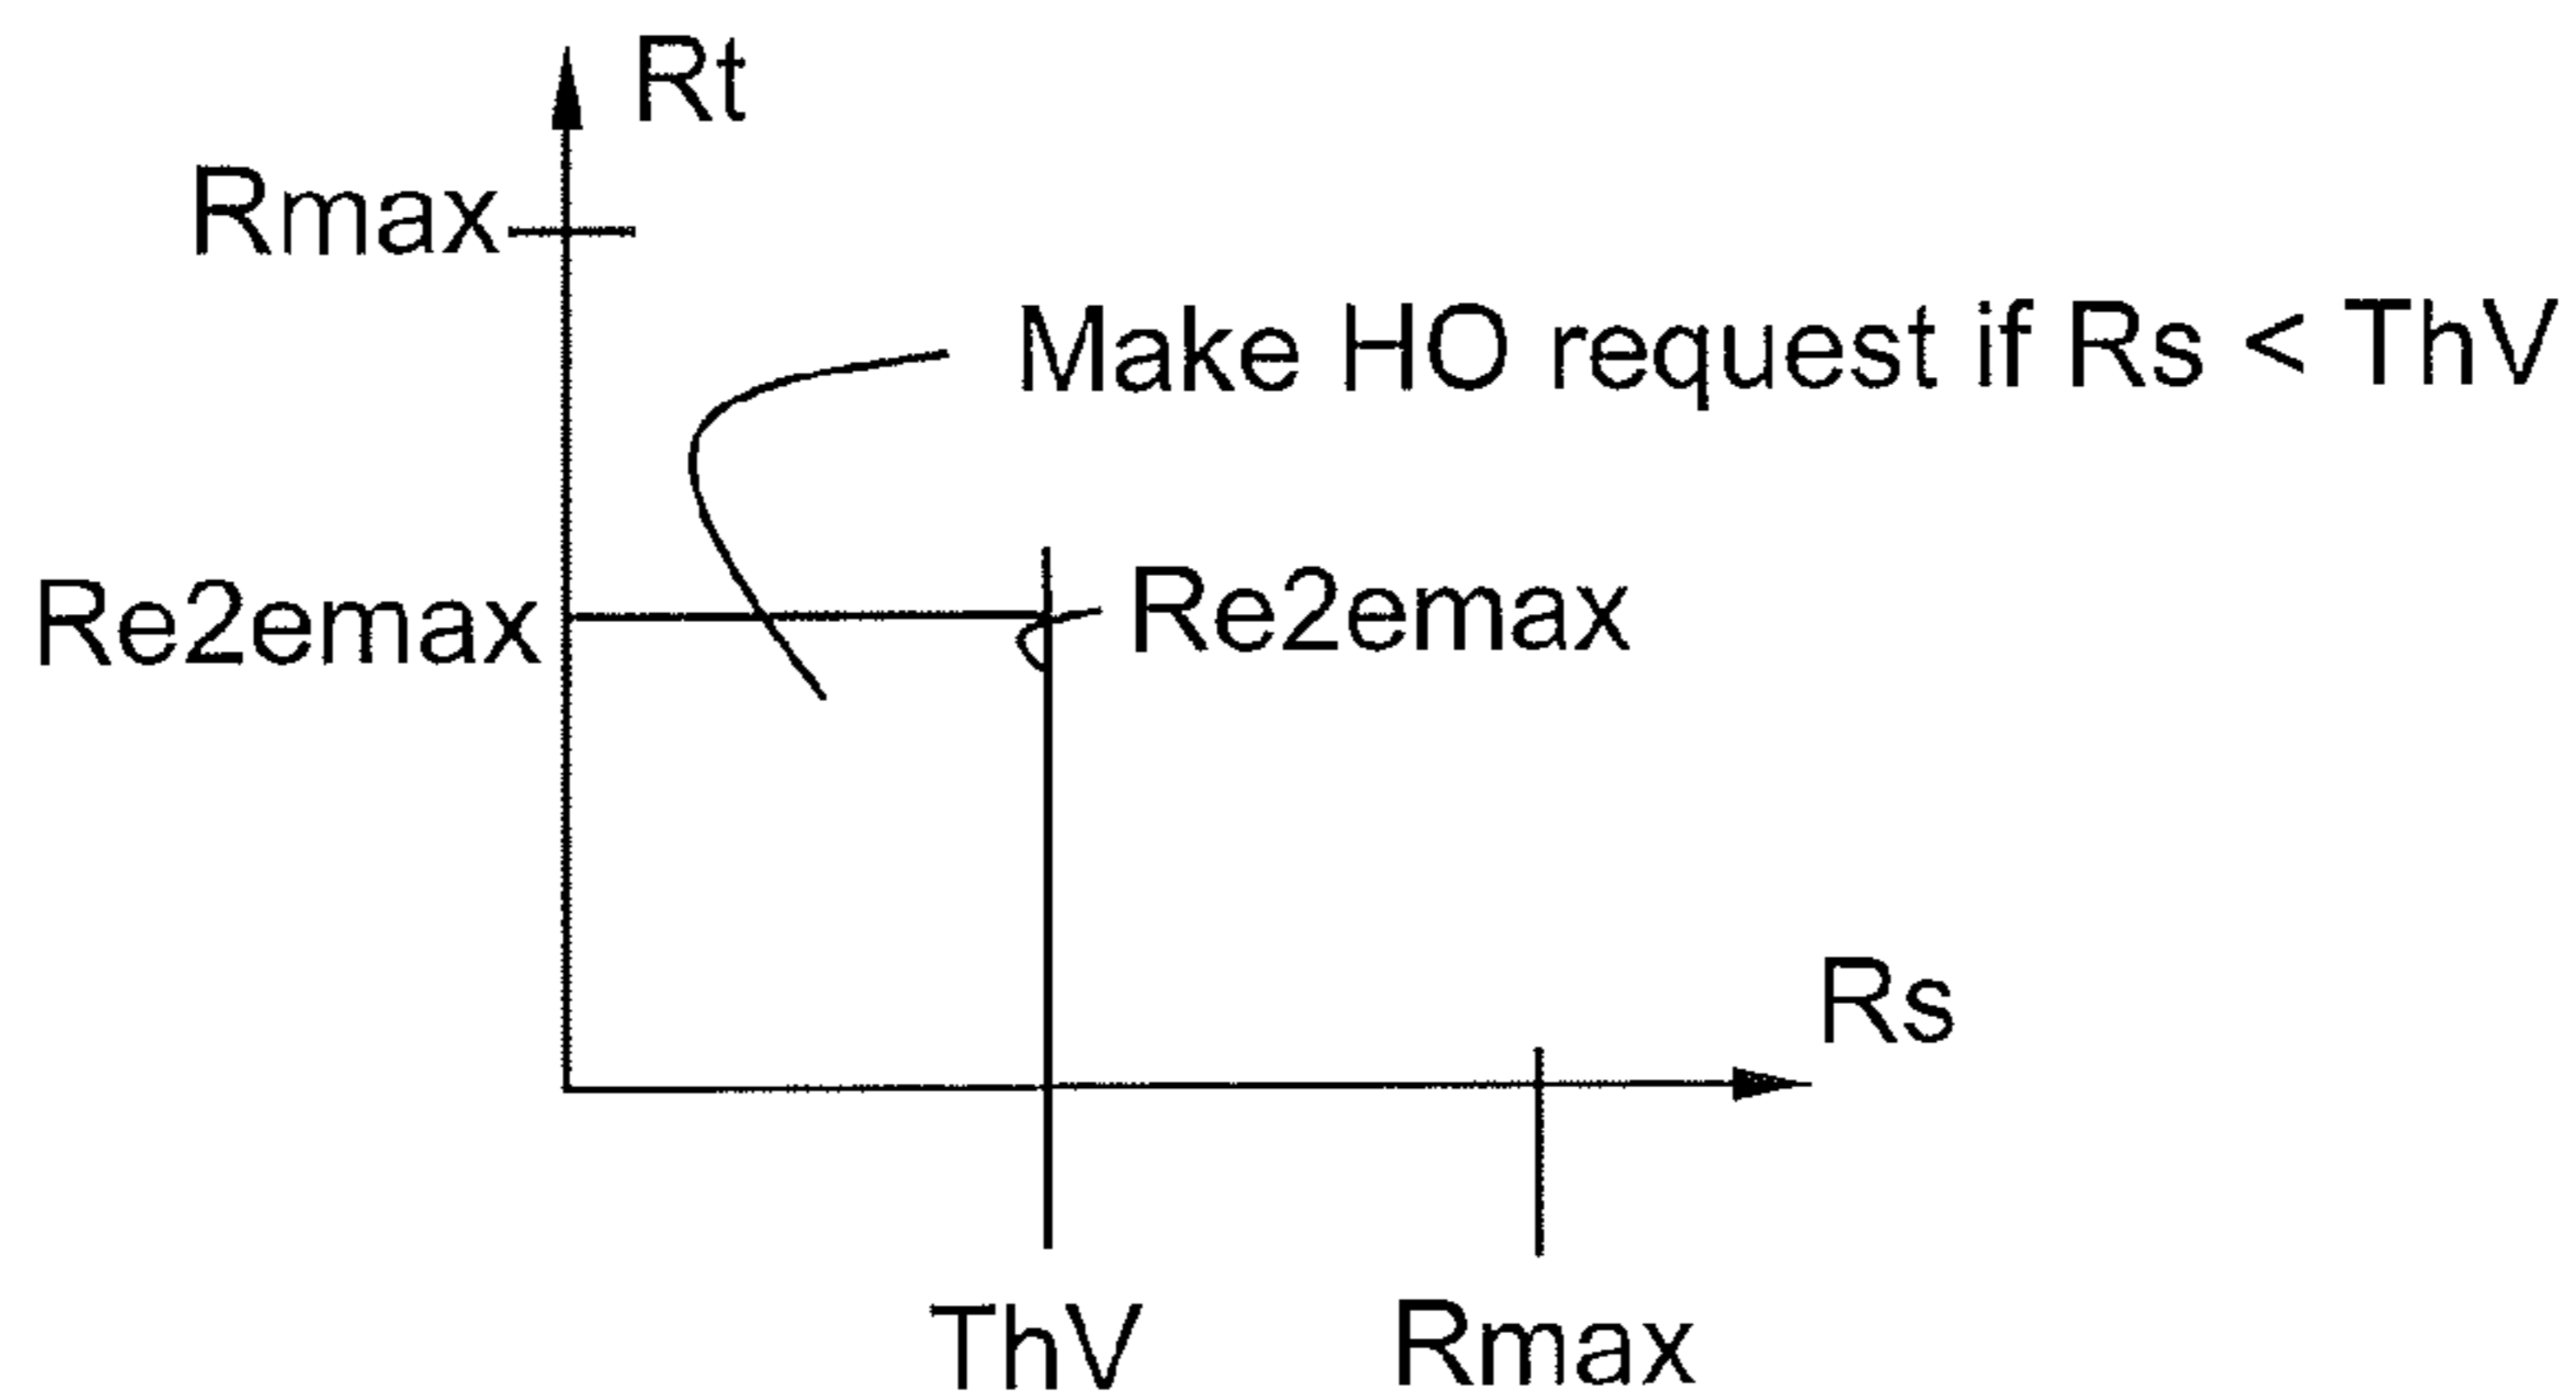 Rt
Rmax
Make HO request if Rs < ThV
Re2emax
Re2emax
Rs
ThV
Rmax